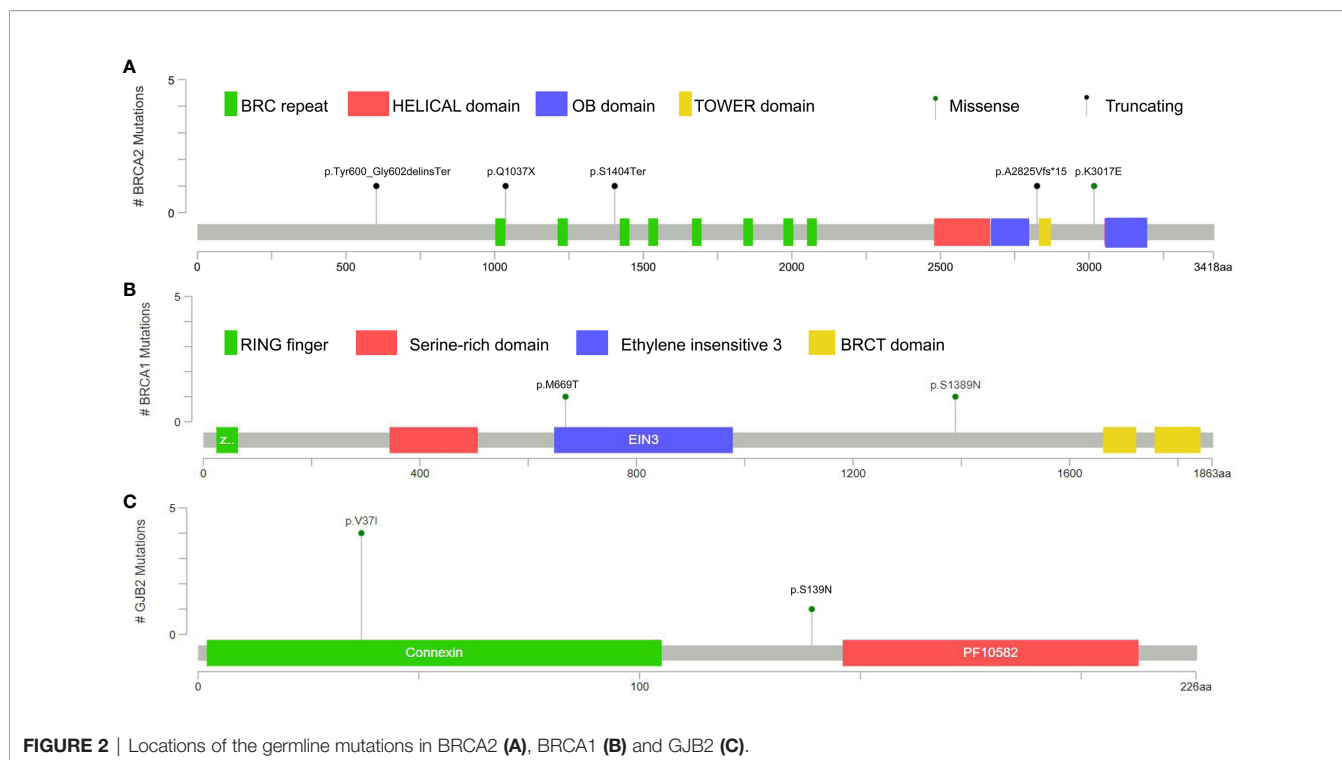 A
# BRCA2 Mutations
5
0
BRC repeat HELICAL domain OB domain TOWER domain Missense Truncating
p.Tyr600_Gly602delinsTer p.Q1037X p.S1404Ter p.A2825Vfs*15 p.K3017E
0 500 1000 1500 2000 2500 3000 3418aa
B
# BRCA1 Mutations
5
0
RING finger Serine-rich domain Ethylene insensitive 3 BRCT domain
p.M669T p.S1389N
z.. EIN3
0 400 800 1200 1600 1863aa
C
# GJB2 Mutations
5
0
p.V37I
p.S139N
Connexin PF10582
0 100 226aa
FIGURE 2 | Locations of the germline mutations in BRCA2 (A), BRCA1 (B) and GJB2 (C).